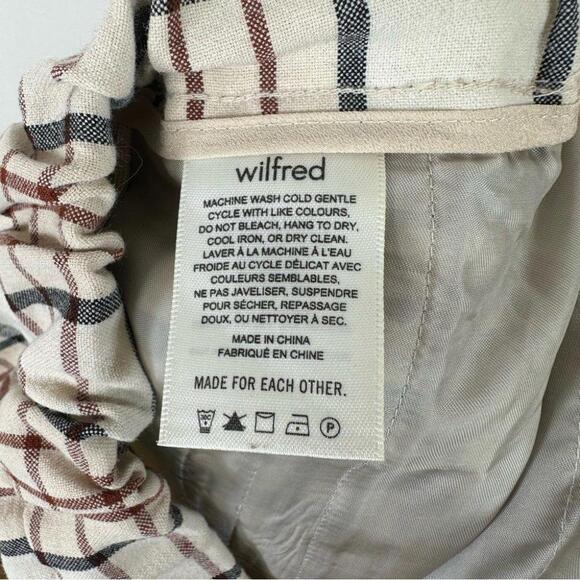 wilfred
MACHINE WASH COLD GENTLE
CYCLE WITH LIKE COLOURS,
DO NOT BLEACH, HANG TO DRY,
COOL IRON, OR DRY CLEAN.
LAVER À LA MACHINE À L'EAU
FROIDE AU CYCLE DÉLICAT AVEC
COULEURS SEMBLABLES,
NE PAS JAVELISER, SUSPENDRE
POUR SÉCHER, REPASSAGE
DOUX, OU NETTOYER À SEC.
MADE IN CHINA
FABRIQUÉ EN CHINE
MADE FOR EACH OTHER.
30C P